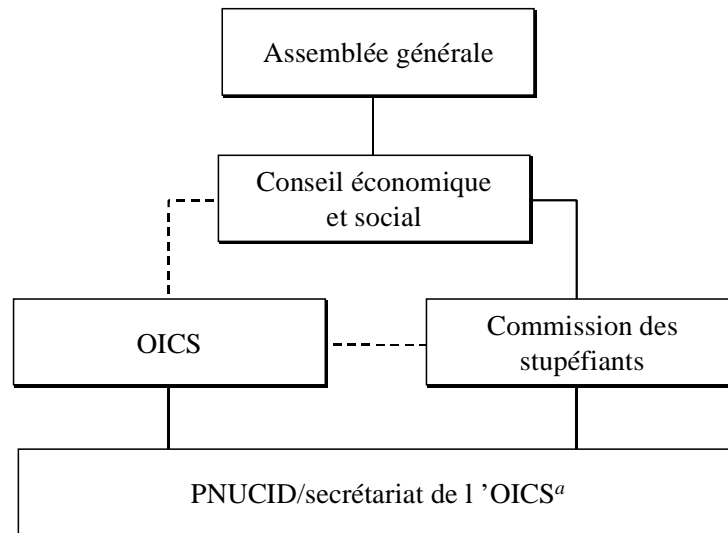 Assemblée générale
Conseil économique
et social
OICS
Commission des
stupéfiants
PNUCID/secrétariat de l ’OICSa